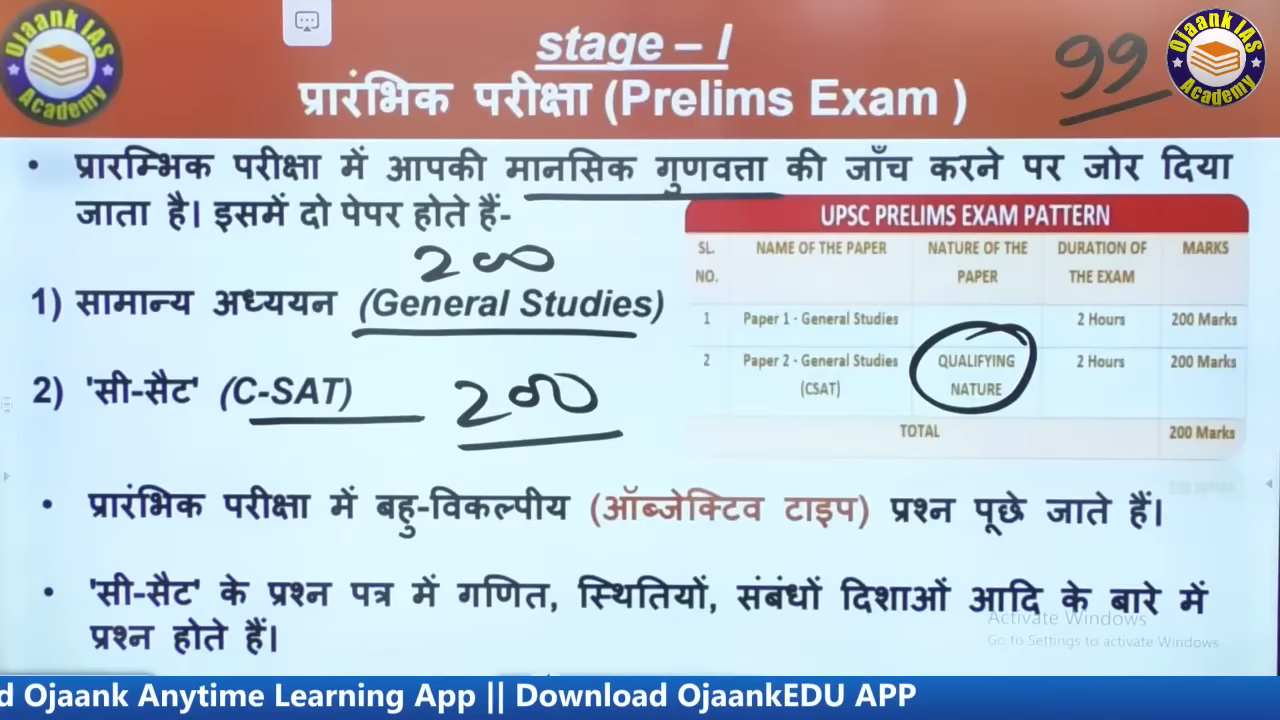 Ojaank IAS
Academy
stage – I
प्रारंभिक परीक्षा (Prelims Exam )
99
Ojaank IAS
Academy
• प्रारम्भिक परीक्षा में आपकी मानसिक गुणवत्ता की जाँच करने पर जोर दिया
जाता है। इसमें दो पेपर होते हैं-
200
1) सामान्य अध्ययन (General Studies)
2) 'सी-सैट' (C-SAT)
200
UPSC PRELIMS EXAM PATTERN
SL. NO. NAME OF THE PAPER NATURE OF THE PAPER DURATION OF THE EXAM MARKS
1 Paper 1 - General Studies 2 Hours 200 Marks
2 Paper 2 - General Studies (CSAT) QUALIFYING NATURE 2 Hours 200 Marks
TOTAL 200 Marks
• प्रारंभिक परीक्षा में बहु-विकल्पीय (ऑब्जेक्टिव टाइप) प्रश्न पूछे जाते हैं।
• 'सी-सैट' के प्रश्न पत्र में गणित, स्थितियों, संबंधों दिशाओं आदि के बारे में
प्रश्न होते हैं।
Activate Windows
Go to Settings to activate Windows
d Ojaank Anytime Learning App || Download OjaankEDU APP